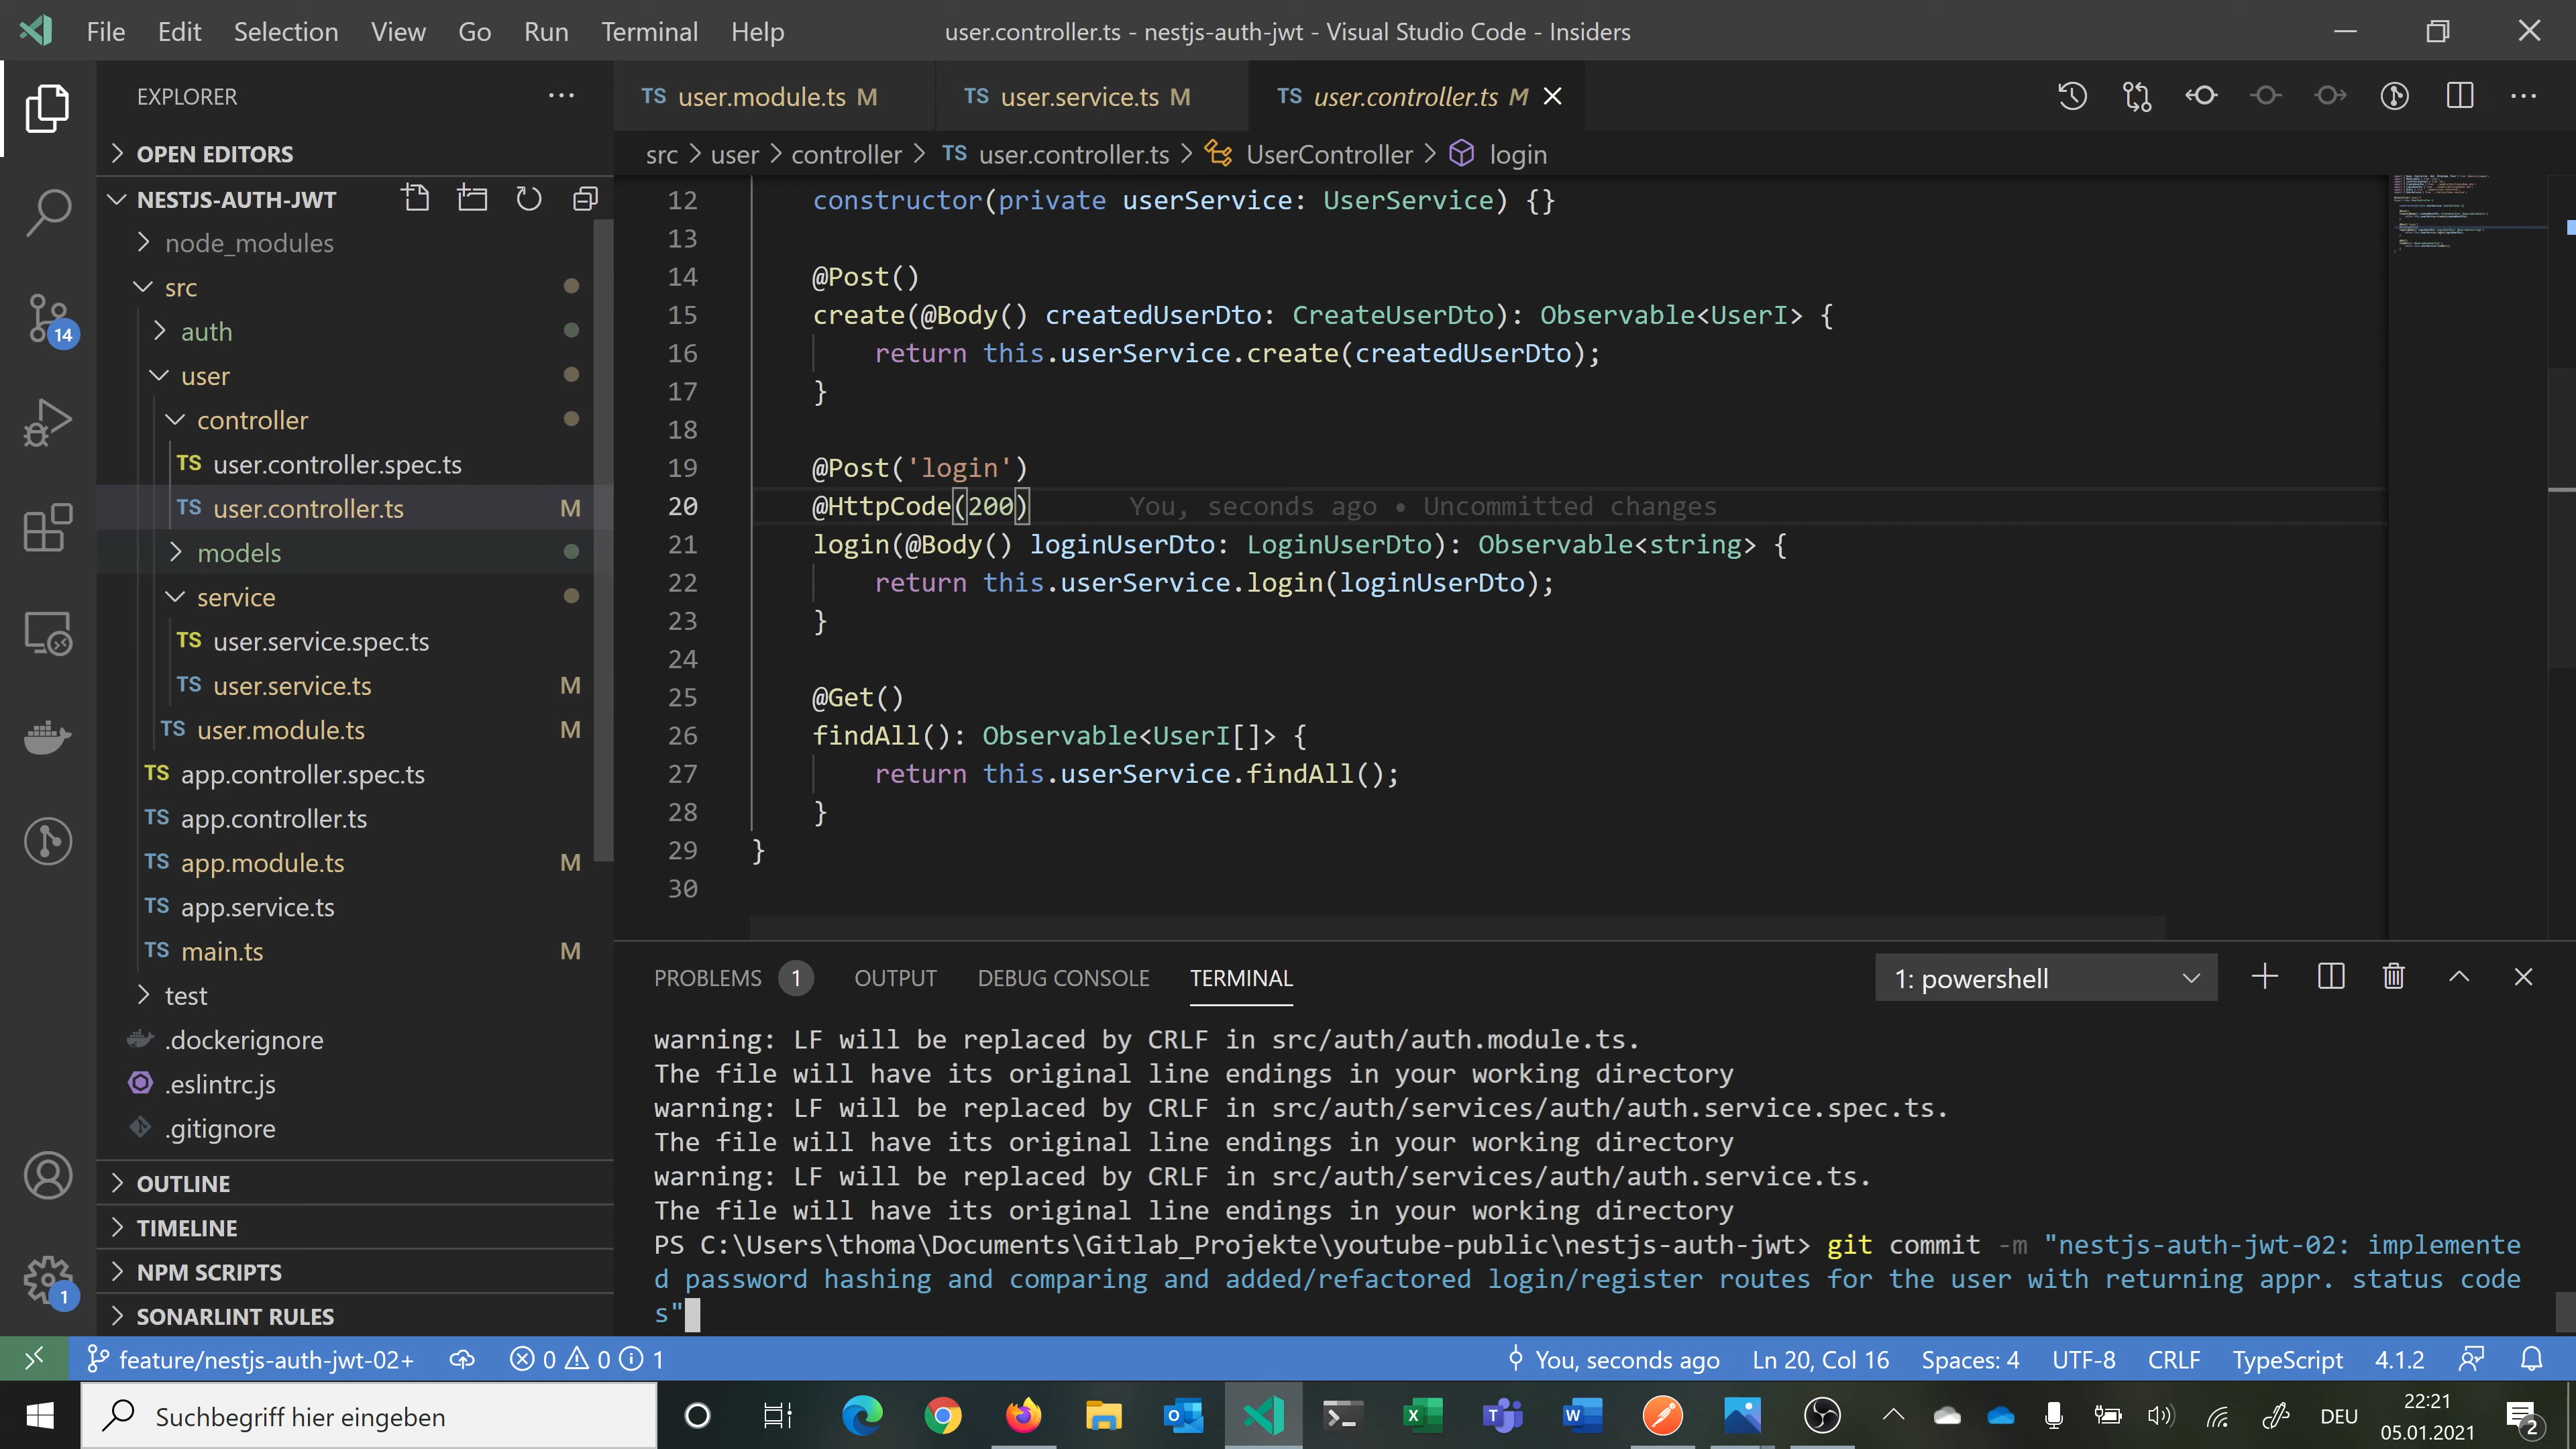 File Edit Selection View Go Run Terminal Help user.controller.ts - nestjs-auth-jwt - Visual Studio Code - Insiders
EXPLORER
OPEN EDITORS
NESTJS-AUTH-JWT
node_modules
src
auth
user
controller
TS user.controller.spec.ts
TS user.controller.ts M
models
service
TS user.service.spec.ts
TS user.service.ts M
TS user.module.ts M
TS app.controller.spec.ts
TS app.controller.ts
TS app.module.ts M
TS app.service.ts
TS main.ts M
test
.dockerignore
.eslintrc.js
.gitignore
OUTLINE
TIMELINE
NPM SCRIPTS
SONARLINT RULES
14
1
TS user.module.ts M TS user.service.ts M TS user.controller.ts M
src > user > controller > TS user.controller.ts > UserController > login
12 constructor(private userService: UserService) {}
13
14 @Post()
15 create(@Body() createdUserDto: CreateUserDto): Observable<UserI> {
16 return this.userService.create(createdUserDto);
17 }
18
19 @Post('login')
20 @HttpCode(200) You, seconds ago • Uncommitted changes
21 login(@Body() loginUserDto: LoginUserDto): Observable<string> {
22 return this.userService.login(loginUserDto);
23 }
24
25 @Get()
26 findAll(): Observable<UserI[]> {
27 return this.userService.findAll();
28 }
29 }
30
PROBLEMS 1 OUTPUT DEBUG CONSOLE TERMINAL 1: powershell
warning: LF will be replaced by CRLF in src/auth/auth.module.ts.
The file will have its original line endings in your working directory
warning: LF will be replaced by CRLF in src/auth/services/auth/auth.service.spec.ts.
The file will have its original line endings in your working directory
warning: LF will be replaced by CRLF in src/auth/services/auth/auth.service.ts.
The file will have its original line endings in your working directory
PS C:\Users\thoma\Documents\Gitlab_Projekte\youtube-public\nestjs-auth-jwt> git commit -m "nestjs-auth-jwt-02: implemente
d password hashing and comparing and added/refactored login/register routes for the user with returning appr. status code
s"
feature/nestjs-auth-jwt-02+ 0 0 1 You, seconds ago Ln 20, Col 16 Spaces: 4 UTF-8 CRLF TypeScript 4.1.2
Suchbegriff hier eingeben DEU 22:21
05.01.2021 2